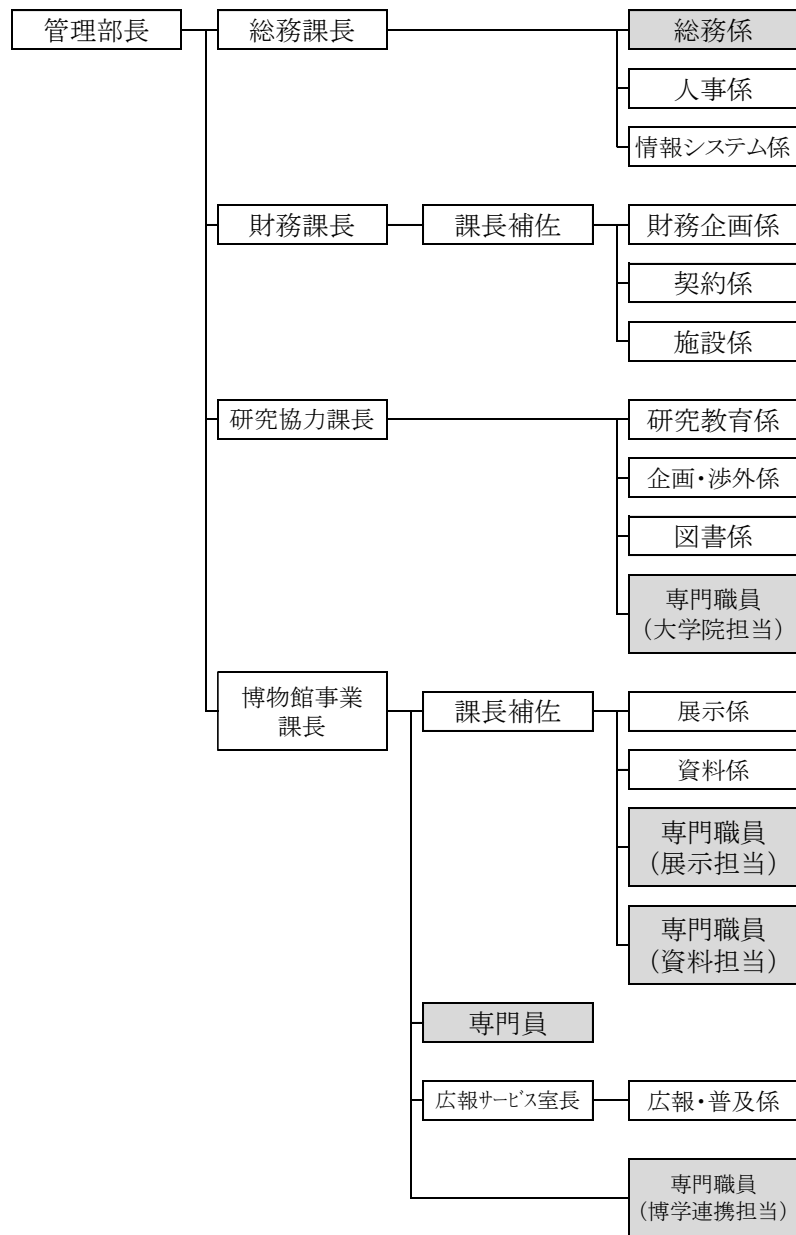 管理部長
総務課長
総務係
人事係
情報システム係
財務課長
課長補佐
財務企画係
契約係
施設係
研究協力課長
研究教育係
企画・渉外係
図書係
専門職員
（大学院担当）
博物館事業
課長
課長補佐
展示係
資料係
専門職員
（展示担当）
専門職員
（資料担当）
専門員
広報サービス室長
広報・普及係
専門職員
（博学連携担当）